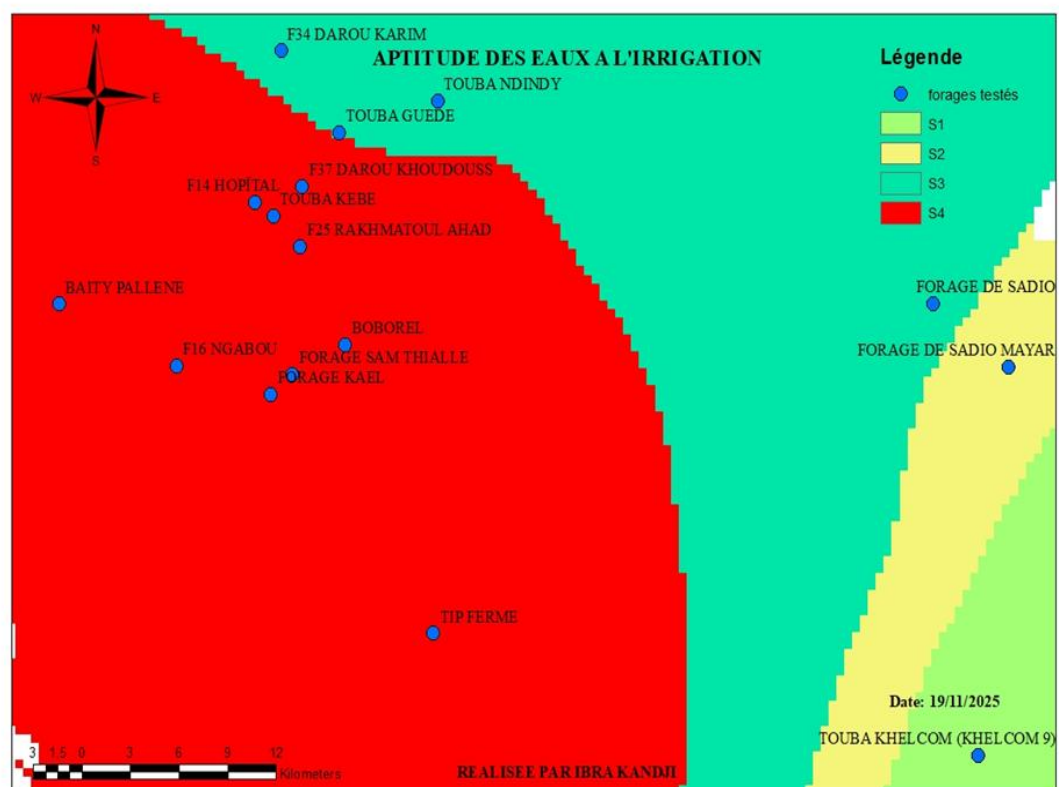 N
W
E
S
F34 DAROU KARIM
APTITUDE DES EAUX A L'IRRIGATION
TOUBA NDINDY
TOUBA GUEDE
Légende
forages testés
S1
S2
S3
S4
F37 DAROU KHOUDOUSS
F14 HOPÏTAL
TOUBA KEBE
F25 RAKHMATOUL AHAD
BAITY PALLENE
FORAGE DE SADIO
BOBOREL
F16 NGABOU
FORAGE SAM THIALLE
FORAGE DE SADIO MAYAR
FORAGE KAEL
TIP FERME
Date: 19/11/2025
TOUBA KHELCOM (KHELCOM 9)
3 1.5 0 3 6 9 12
Kilometers
REALISEE PAR IBRA KANDJI